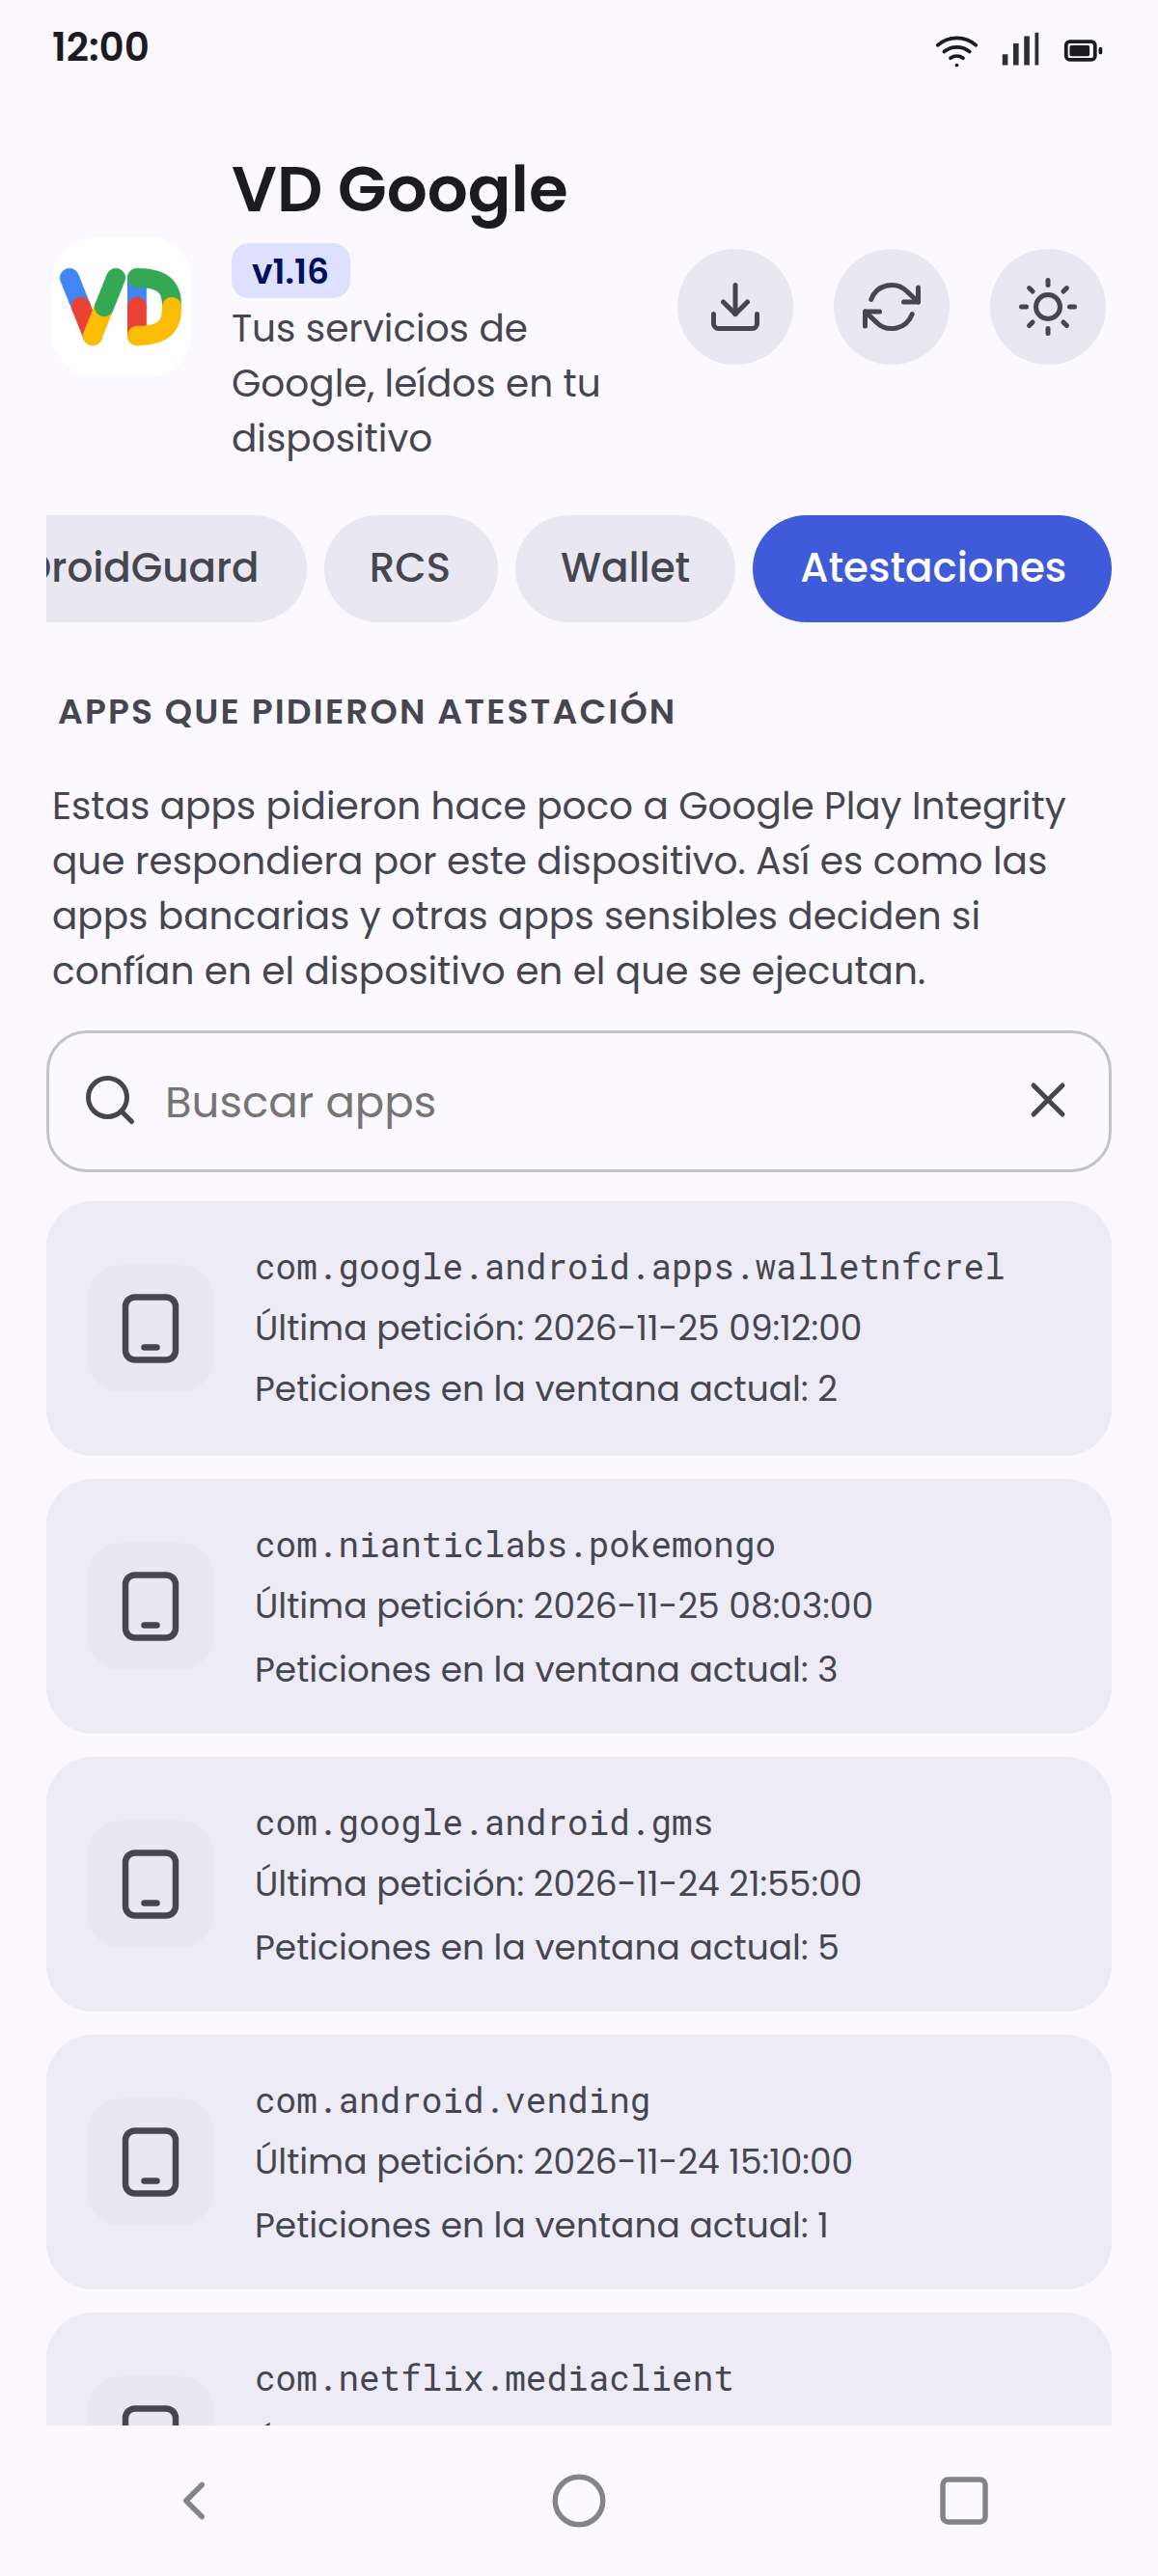 12:00
VD Google
VD
v1.16
Tus servicios de
Google, leídos en tu
dispositivo
roidGuard
RCS
Wallet
Atestaciones
APPS QUE PIDIERON ATESTACIÓN
Estas apps pidieron hace poco a Google Play Integrity
que respondiera por este dispositivo. Así es como las
apps bancarias y otras apps sensibles deciden si
confían en el dispositivo en el que se ejecutan.
Buscar apps
com.google.android.apps.walletnfcrel
Última petición: 2026-11-25 09:12:00
Peticiones en la ventana actual: 2
com.nianticlabs.pokemongo
Última petición: 2026-11-25 08:03:00
Peticiones en la ventana actual: 3
com.google.android.gms
Última petición: 2026-11-24 21:55:00
Peticiones en la ventana actual: 5
com.android.vending
Última petición: 2026-11-24 15:10:00
Peticiones en la ventana actual: 1
com.netflix.mediaclient